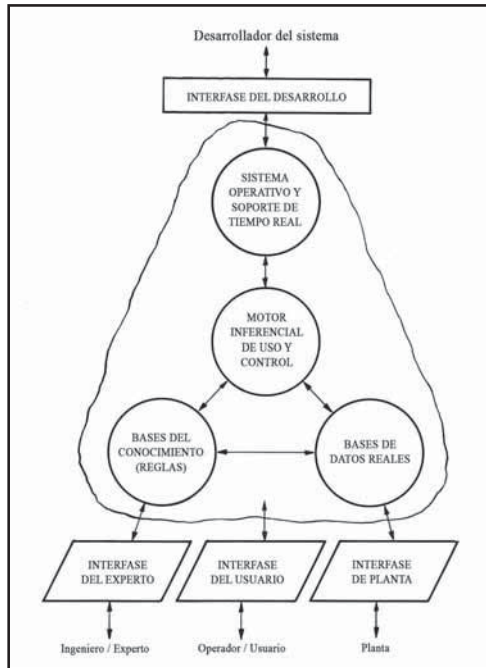 Desarrollador del sistema
INTERFASE DEL DESARROLLO
SISTEMA
OPERATIVO Y
SOPORTE DE
TIEMPO REAL
MOTOR
INFERENCIAL
DE USO Y
CONTROL
BASES DEL
CONOCIMIENTO
(REGLAS)
BASES DE
DATOS REALES
INTERFASE
DEL EXPERTO
INTERFASE
DEL USUARIO
INTERFASE
DE PLANTA
Ingeniero / Experto
Operador / Usuario
Planta